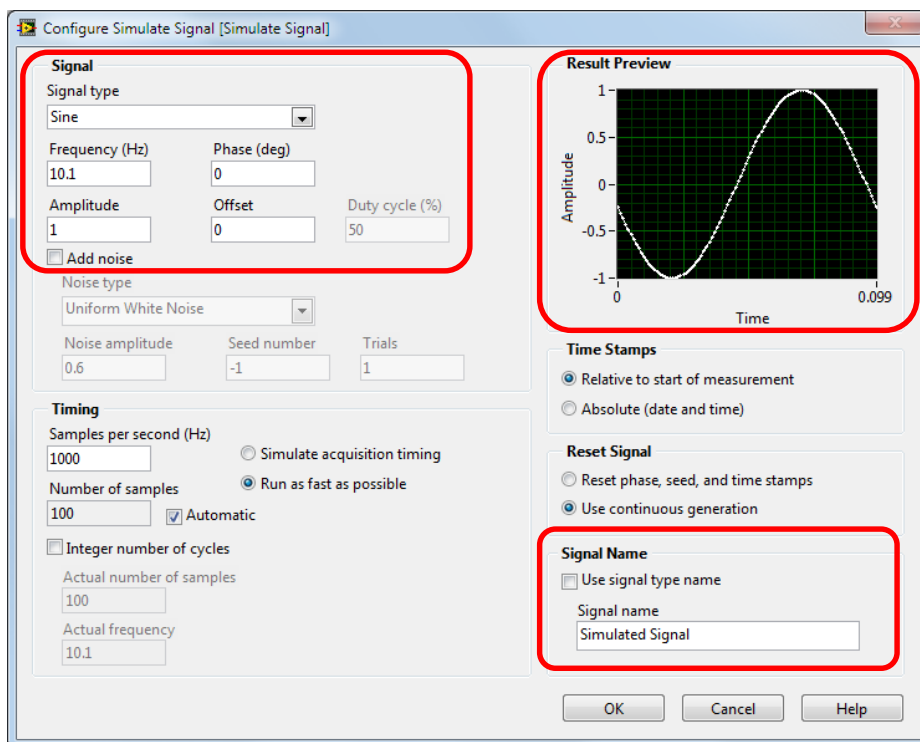 Configure Simulate Signal [Simulate Signal]
Signal
Signal type
Sine
Frequency (Hz) Phase (deg)
10.1 0
Amplitude Offset Duty cycle (%)
1 0 50
Add noise
Noise type
Uniform White Noise
Noise amplitude Seed number Trials
0.6 -1 1
Timing
Samples per second (Hz)
1000
Simulate acquisition timing
Run as fast as possible
Number of samples
100 Automatic
Integer number of cycles
Actual number of samples
100
Actual frequency
10.1
Result Preview
1
0.5
0
-0.5
-1
Amplitude
0 0.099
Time
Time Stamps
Relative to start of measurement
Absolute (date and time)
Reset Signal
Reset phase, seed, and time stamps
Use continuous generation
Signal Name
Use signal type name
Signal name
Simulated Signal
OK Cancel Help